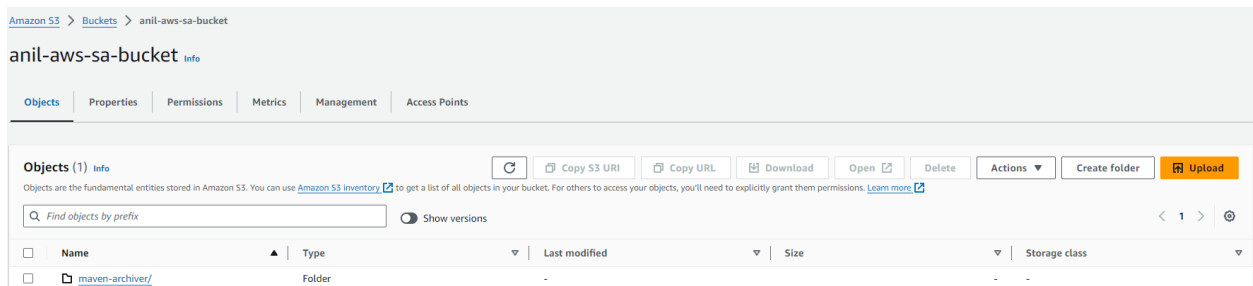 Amazon S3 > Buckets > anil-aws-sa-bucket
anil-aws-sa-bucket Info
Objects Properties Permissions Metrics Management Access Points
Objects (1) Info Copy S3 URI Copy URL Download Open Delete Actions Create folder Upload
Objects are the fundamental entities stored in Amazon S3. You can use Amazon S3 inventory to get a list of all objects in your bucket. For others to access your objects, you'll need to explicitly grant them permissions. Learn more
Find objects by prefix Show versions < 1 >
Name Type Last modified Size Storage class
maven-archiver/ Folder - - -